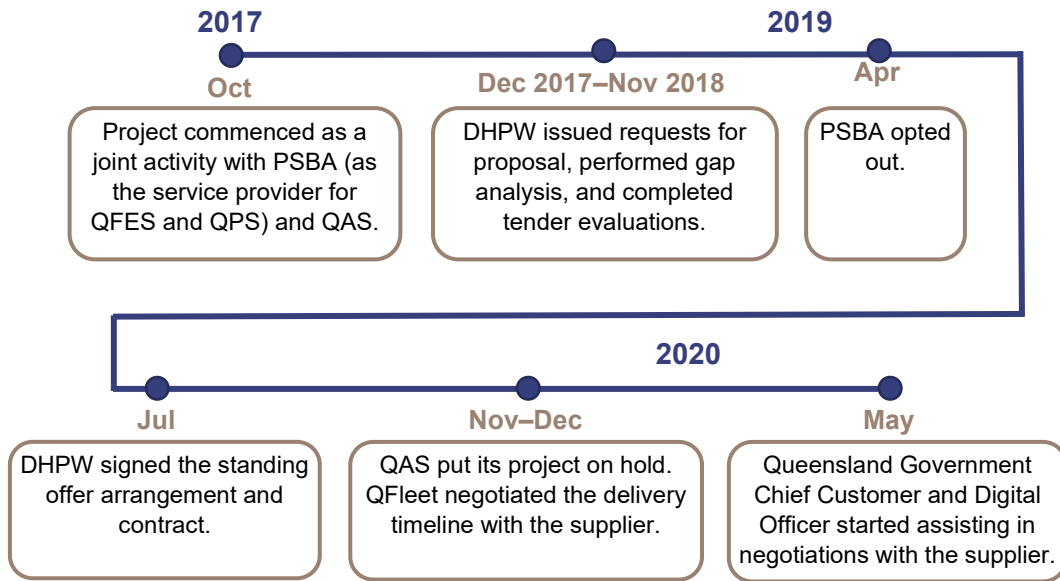 2017
2019
Oct
Dec 2017–Nov 2018
Apr
Project commenced as a
joint activity with PSBA (as
the service provider for
QFES and QPS) and QAS.
DHPW issued requests for
proposal, performed gap
analysis, and completed
tender evaluations.
PSBA opted
out.
2020
Jul
Nov–Dec
May
DHPW signed the standing
offer arrangement and
contract.
QAS put its project on hold.
QFleet negotiated the delivery
timeline with the supplier.
Queensland Government
Chief Customer and Digital
Officer started assisting in
negotiations with the supplier.